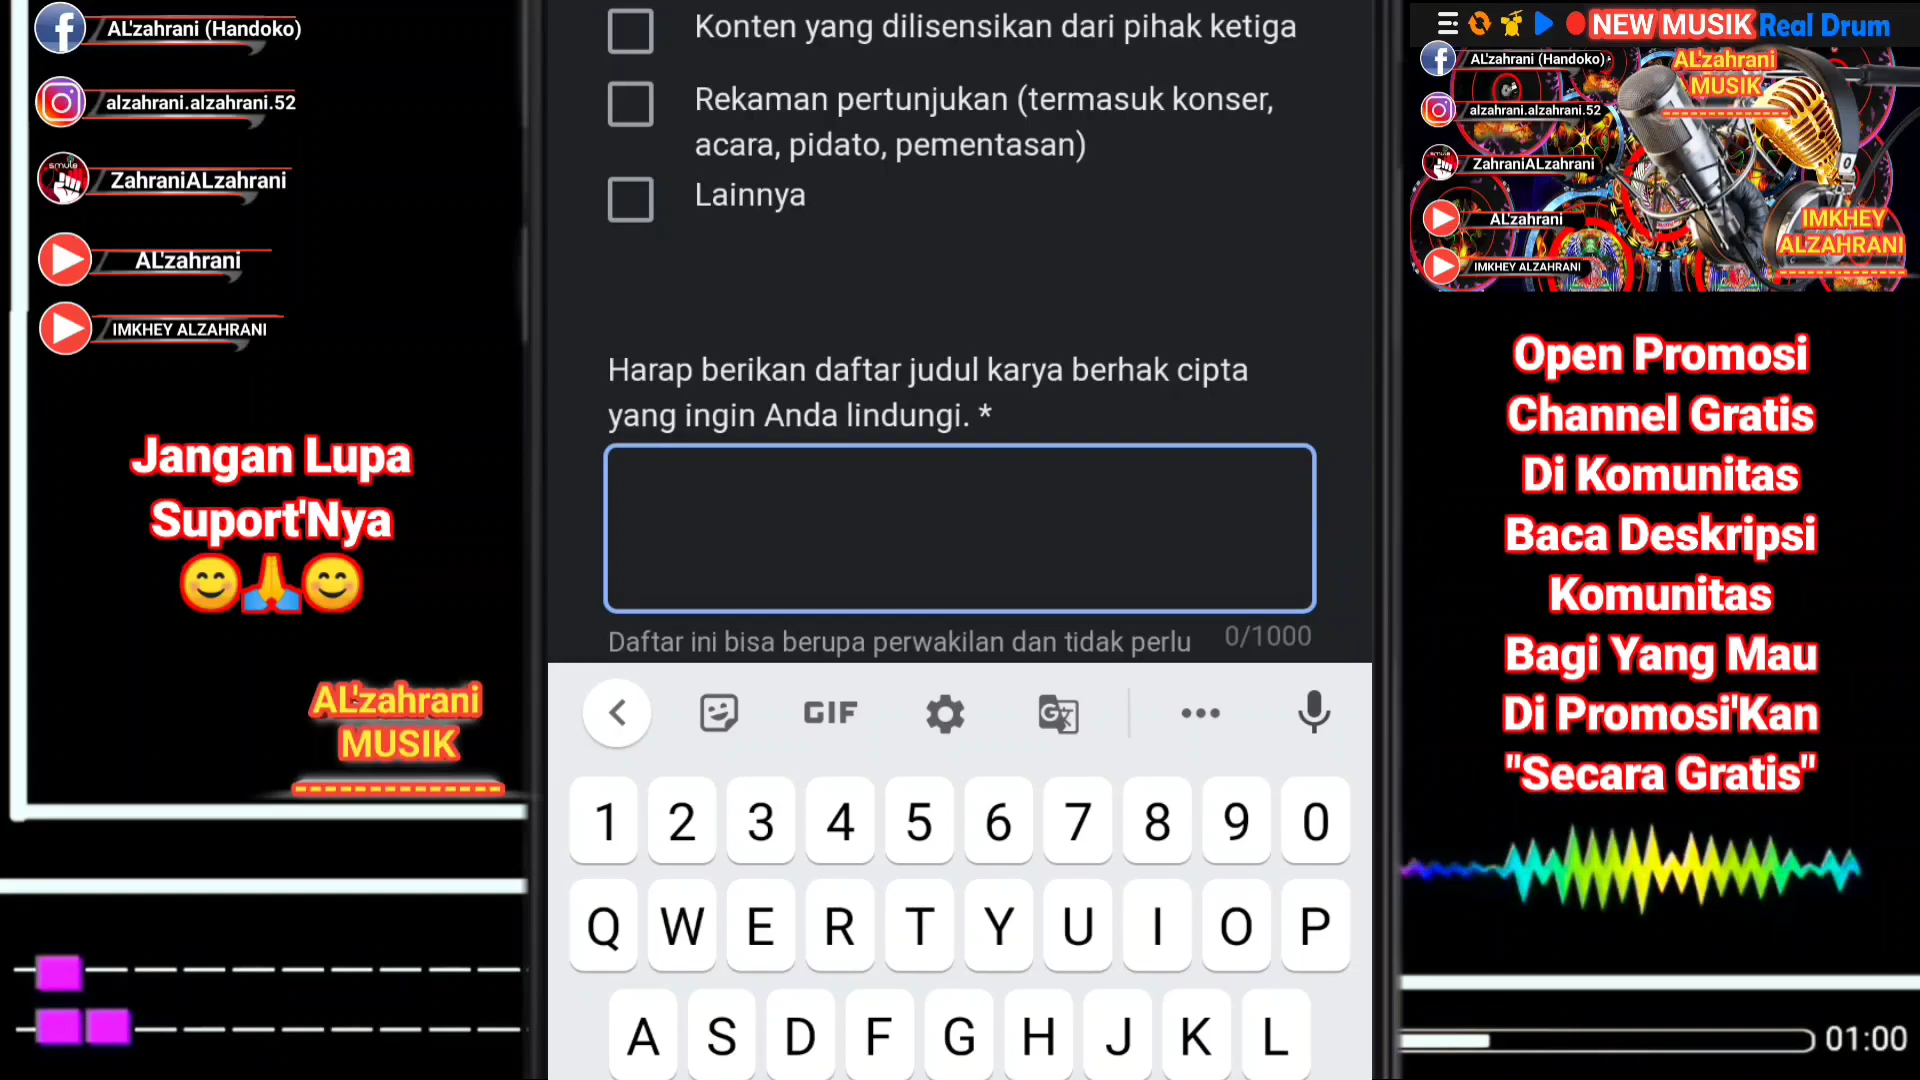 AL'zahrani (Handoko)
alzahrani.alzahrani.52
smule
ZahraniALzahrani
AL'zahrani
IMKHEY ALZAHRANI
Jangan Lupa
Suport'Nya
😊🙏😊
AL'zahrani
MUSIK
Konten yang dilisensikan dari pihak ketiga
Rekaman pertunjukan (termasuk konser,
acara, pidato, pementasan)
Lainnya
Harap berikan daftar judul karya berhak cipta
yang ingin Anda lindungi. *
Daftar ini bisa berupa perwakilan dan tidak perlu
0/1000
GIF
1 2 3 4 5 6 7 8 9 0
Q W E R T Y U I O P
A S D F G H J K L
NEW MUSIK Real Drum
AL'zahrani (Handoko)
alzahrani.alzahrani.52
ZahraniALzahrani
AL'zahrani
IMKHEY ALZAHRANI
AL'zahrani
MUSIK
IMKHEY
ALZAHRANI
Open Promosi
Channel Gratis
Di Komunitas
Baca Deskripsi
Komunitas
Bagi Yang Mau
Di Promosi'Kan
"Secara Gratis"
01:00